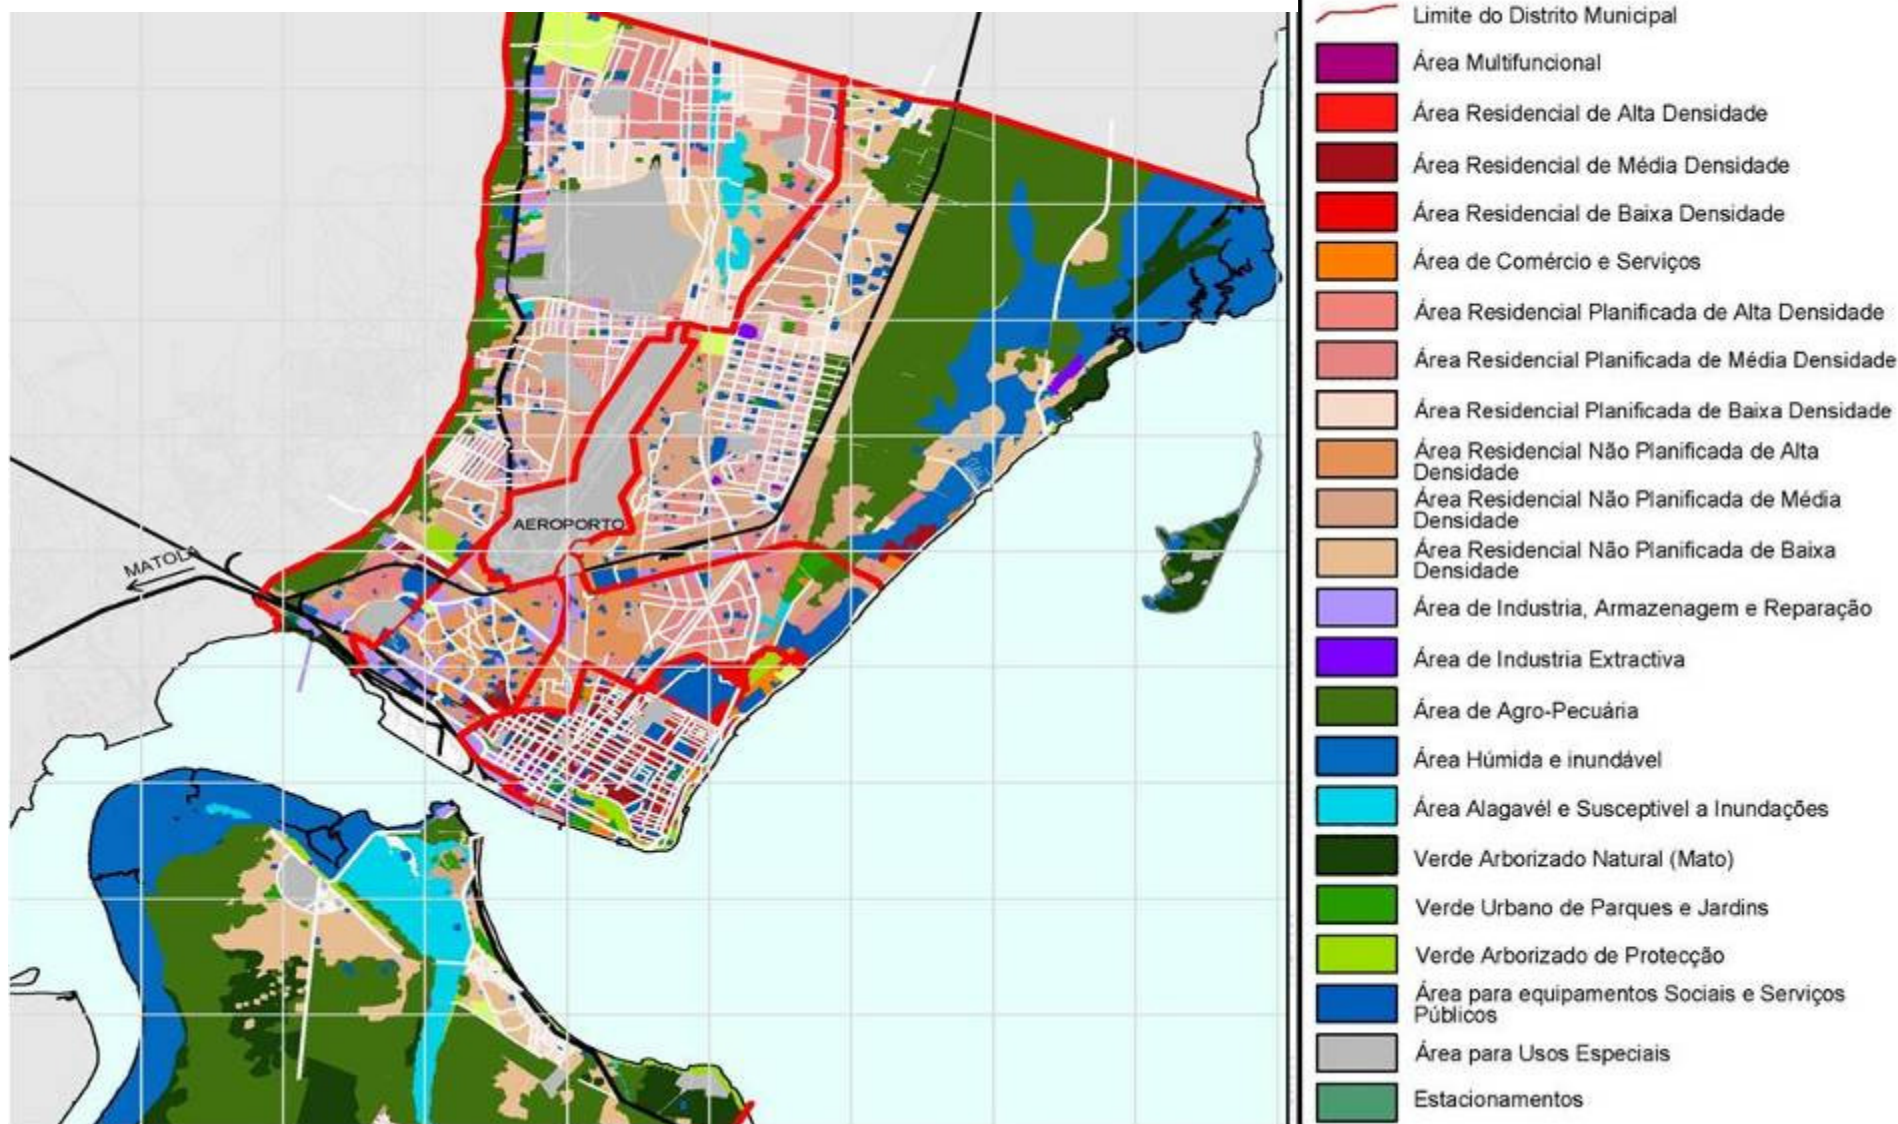 AEROPORTO
MATOLA
Limite do Distrito Municipal
Área Multifuncional
Área Residencial de Alta Densidade
Área Residencial de Média Densidade
Área Residencial de Baixa Densidade
Área de Comércio e Serviços
Área Residencial Planificada de Alta Densidade
Área Residencial Planificada de Média Densidade
Área Residencial Planificada de Baixa Densidade
Área Residencial Não Planificada de Alta
Densidade
Área Residencial Não Planificada de Média
Densidade
Área Residencial Não Planificada de Baixa
Densidade
Área de Industria, Armazenagem e Reparação
Área de Industria Extractiva
Área de Agro-Pecuária
Área Húmida e inundável
Área Alagavél e Susceptivel a Inundações
Verde Arborizado Natural (Mato)
Verde Urbano de Parques e Jardins
Verde Arborizado de Protecção
Área para equipamentos Sociais e Serviços
Públicos
Área para Usos Especiais
Estacionamentos